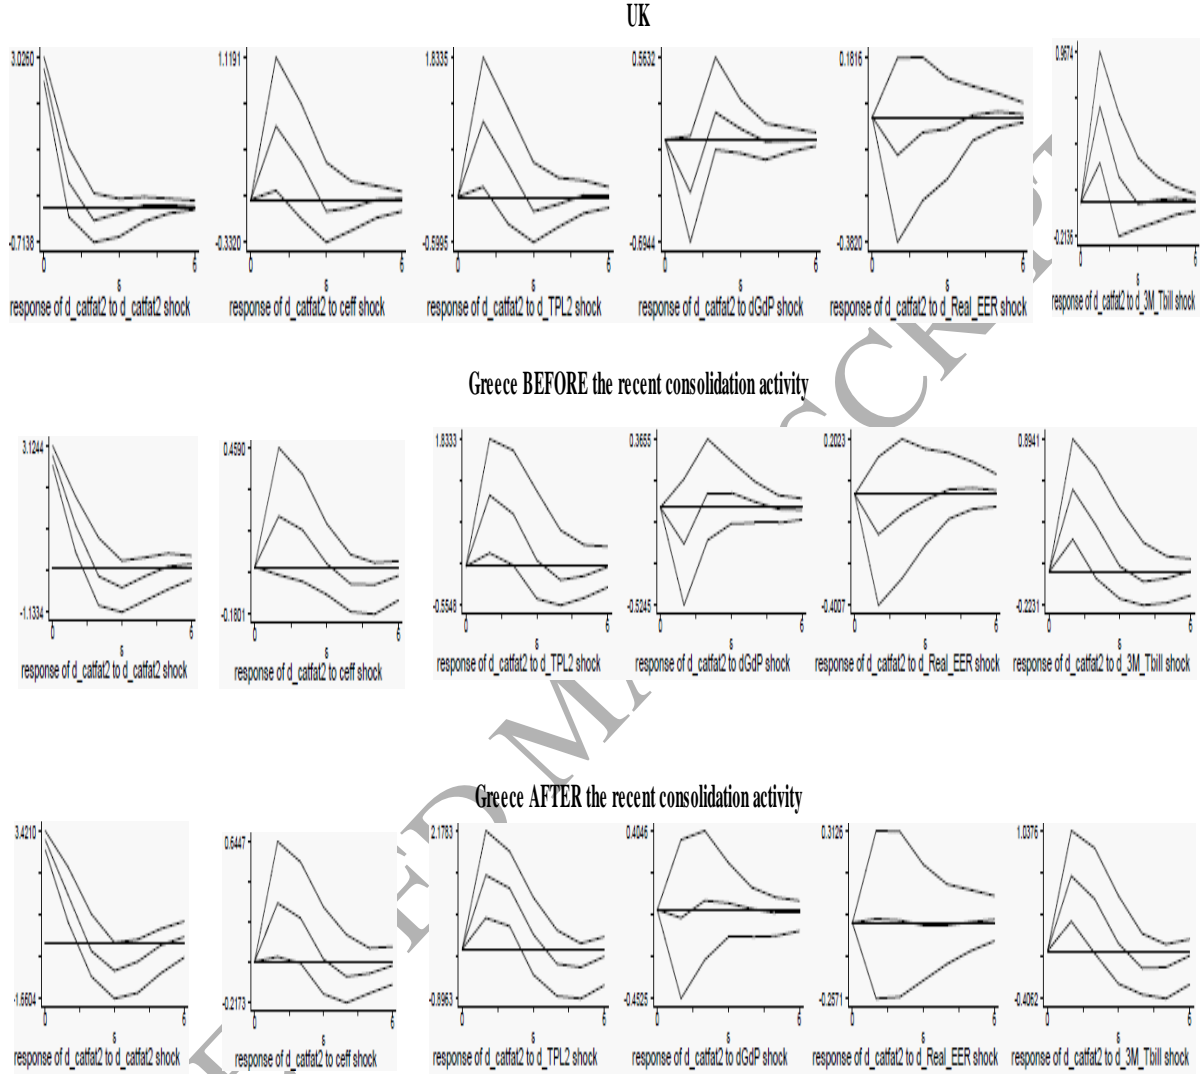 UK
3.0260
1.1191
1.8335
0.5632
0.1816
0.9674
-0.7138
-0.3320
-0.5995
-0.6944
-0.3820
-0.2135
0 6 0 6 0 6 0 6 0 6 0 6
s s s s s s
response of d_catfat2 to d_catfat2 shock
response of d_catfat2 to ceff shock
response of d_catfat2 to d_TPL2 shock
response of d_catfat2 to dGdP shock
response of d_catfat2 to d_Real_EER shock
response of d_catfat2 to d_3M_Tbill shock
Greece BEFORE the recent consolidation activity
3.1244
0.4590
1.8333
0.3655
0.2023
0.8941
-1.1334
-0.1801
-0.5548
-0.5245
-0.4007
-0.2231
0 6 0 6 0 6 0 6 0 6 0 6
s s s s s s
response of d_catfat2 to d_catfat2 shock
response of d_catfat2 to ceff shock
response of d_catfat2 to d_TPL2 shock
response of d_catfat2 to dGdP shock
response of d_catfat2 to d_Real_EER shock
response of d_catfat2 to d_3M_Tbill shock
Greece AFTER the recent consolidation activity
3.4210
0.6447
2.1783
0.4046
0.3126
1.0376
-1.6604
-0.2173
-0.8963
-0.4525
-0.2571
-0.4062
0 6 0 6 0 6 0 6 0 6 0 6
s s s s s s
response of d_catfat2 to d_catfat2 shock
response of d_catfat2 to ceff shock
response of d_catfat2 to d_TPL2 shock
response of d_catfat2 to dGdP shock
response of d_catfat2 to d_Real_EER shock
response of d_catfat2 to d_3M_Tbill shock